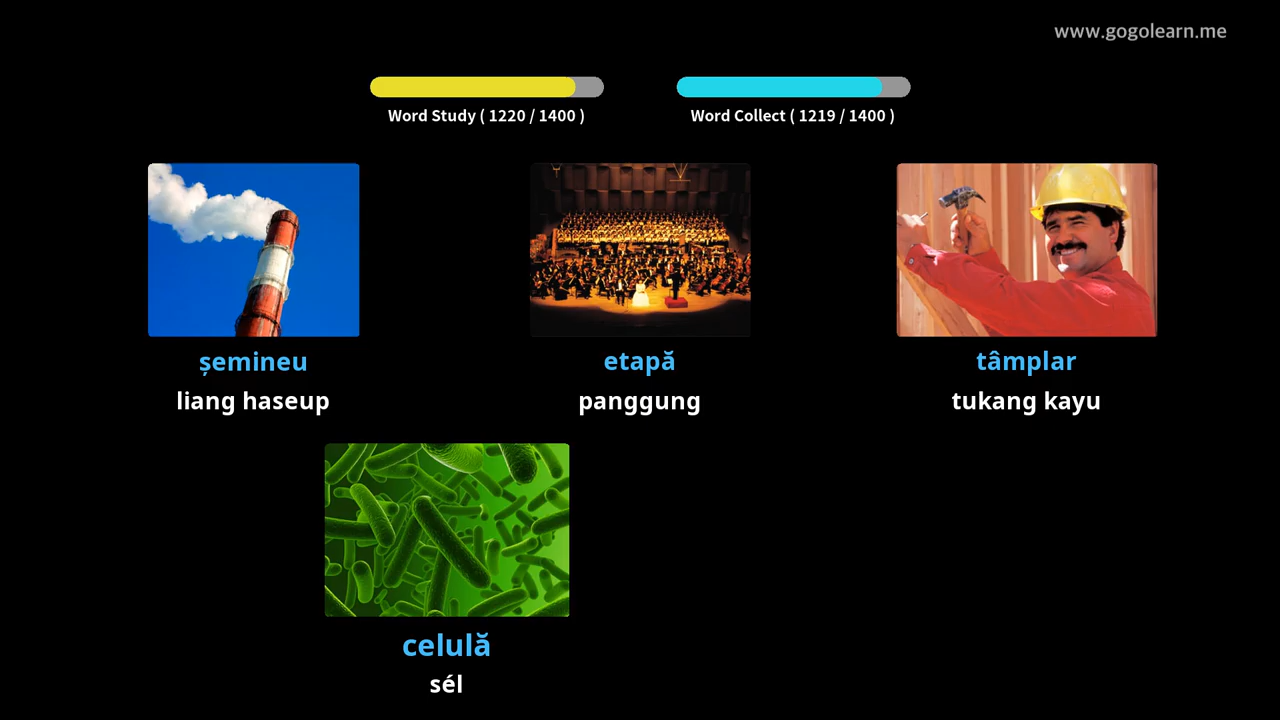 www.gogolearn.me
Word Study ( 1220 / 1400 )
Word Collect ( 1219 / 1400 )
șemineu
etapă
tâmplar
liang haseup
panggung
tukang kayu
celulă
sél